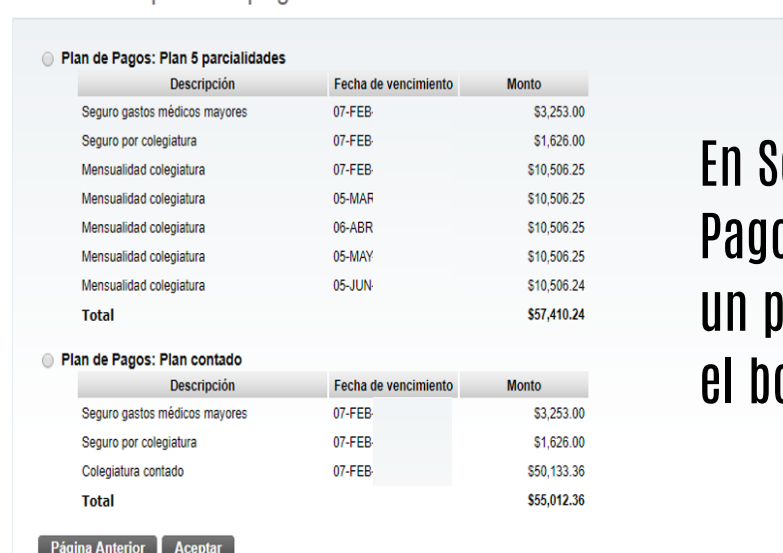 Plan de Pagos: Plan 5 parcialidades
Descripción Fecha de vencimiento Monto
Seguro gastos médicos mayores 07-FEB- $3,253.00
Seguro por colegiatura 07-FEB- $1,626.00
Mensualidad colegiatura 07-FEB- $10,506.25
Mensualidad colegiatura 05-MAR $10,506.25
Mensualidad colegiatura 06-ABR $10,506.25
Mensualidad colegiatura 05-MAY- $10,506.25
Mensualidad colegiatura 05-JUN- $10,506.24
Total $57,410.24
Plan de Pagos: Plan contado
Descripción Fecha de vencimiento Monto
Seguro gastos médicos mayores 07-FEB- $3,253.00
Seguro por colegiatura 07-FEB- $1,626.00
Colegiatura contado 07-FEB- $50,133.36
Total $55,012.36
Página Anterior Aceptar
En
Pago
un
el